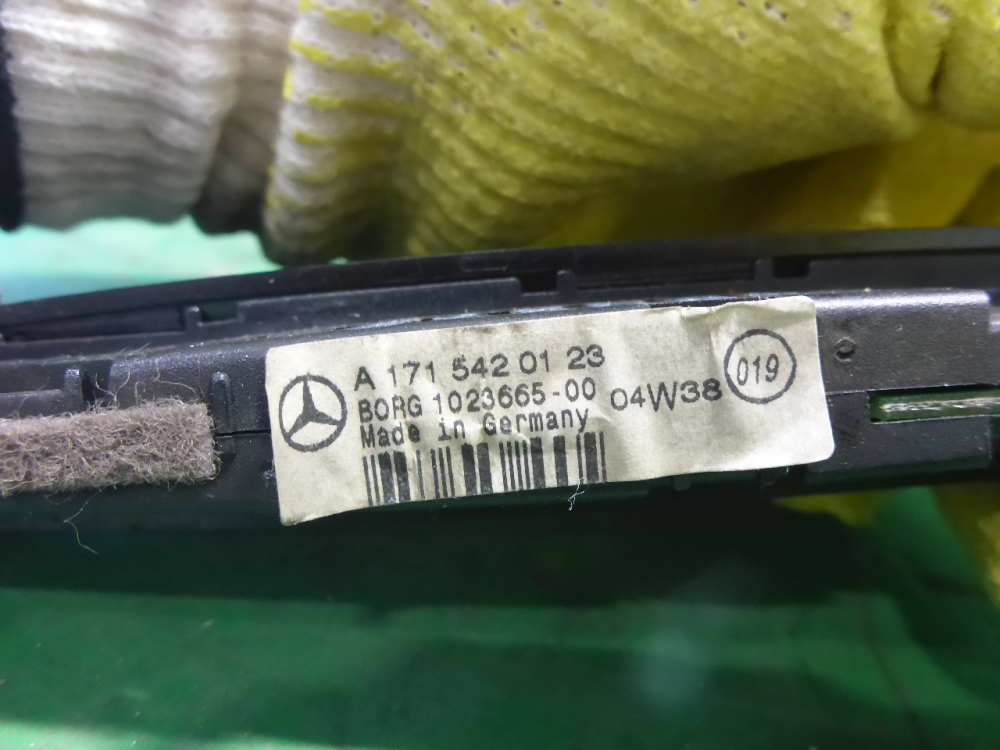 A 171 542 01 23
BORG 1023665-00
04W38
019
Made in Germany